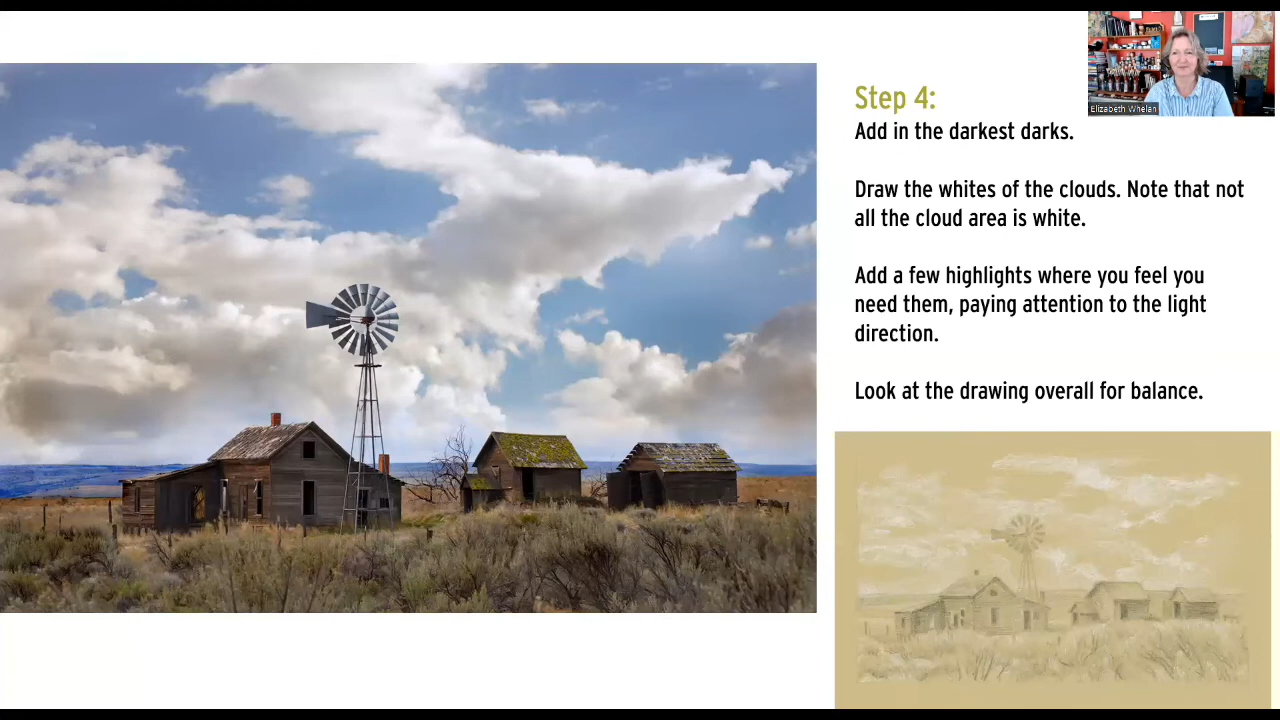 Step 4:
Add in the darkest darks.
Draw the whites of the clouds. Note that not
all the cloud area is white.
Add a few highlights where you feel you
need them, paying attention to the light
direction.
Look at the drawing overall for balance.
Elizabeth Whelan